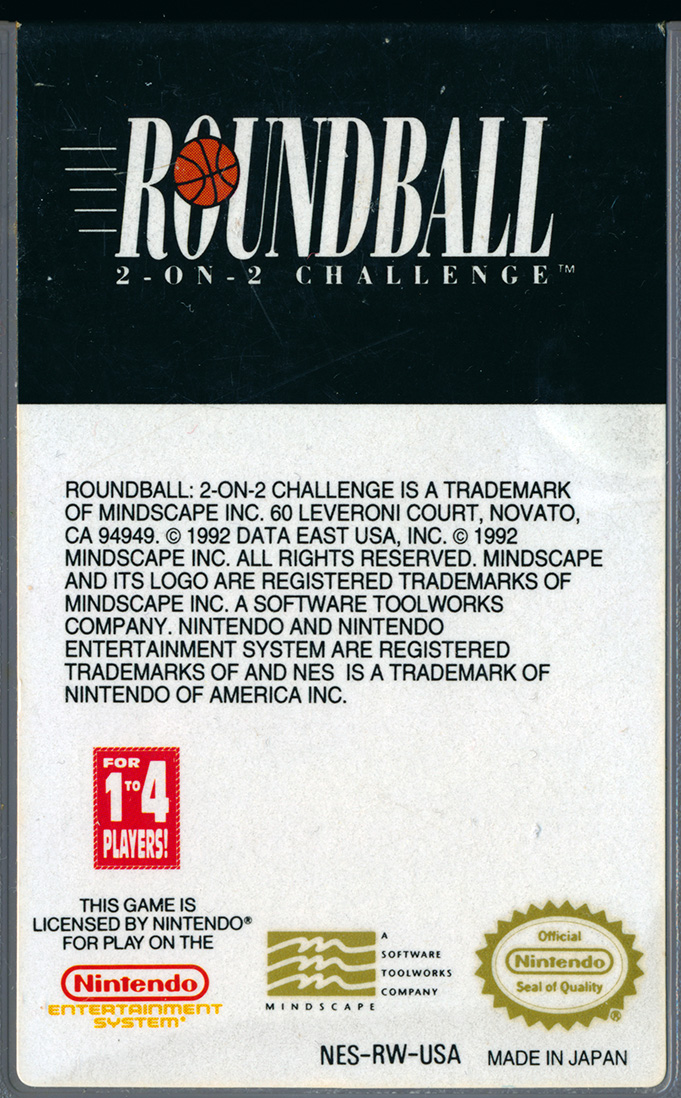 ROUNDBALL
2-ON-2 CHALLENGE™
ROUNDBALL: 2-ON-2 CHALLENGE IS A TRADEMARK
OF MINDSCAPE INC. 60 LEVERONI COURT, NOVATO,
CA 94949. © 1992 DATA EAST USA, INC. © 1992
MINDSCAPE INC. ALL RIGHTS RESERVED. MINDSCAPE
AND ITS LOGO ARE REGISTERED TRADEMARKS OF
MINDSCAPE INC. A SOFTWARE TOOLWORKS
COMPANY. NINTENDO AND NINTENDO
ENTERTAINMENT SYSTEM ARE REGISTERED
TRADEMARKS OF AND NES IS A TRADEMARK OF
NINTENDO OF AMERICA INC.
FOR
1 TO 4
PLAYERS!
THIS GAME IS
LICENSED BY NINTENDO®
FOR PLAY ON THE
Nintendo
ENTERTAINMENT
SYSTEM®
A
SOFTWARE
TOOLWORKS
COMPANY
MINDSCAPE
Official
Nintendo
Seal of Quality
®
NES-RW-USA MADE IN JAPAN